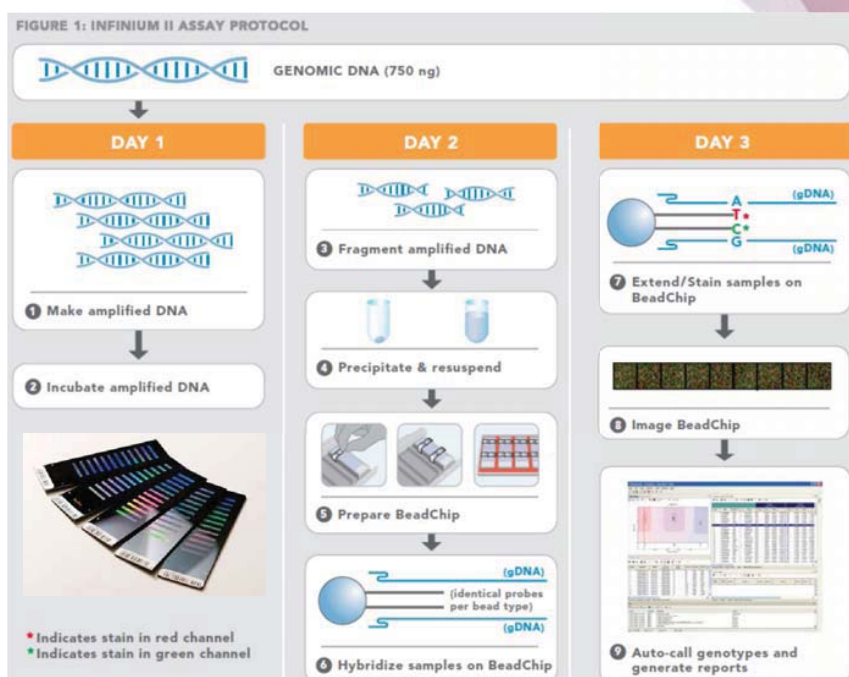 FIGURE 1: INFINIUM II ASSAY PROTOCOL
GENOMIC DNA (750 ng)
DAY 1
1 Make amplified DNA
2 Incubate amplified DNA
* Indicates stain in red channel
* Indicates stain in green channel
DAY 2
3 Fragment amplified DNA
4 Precipitate & resuspend
5 Prepare BeadChip
(gDNA)
(identical probes
per bead type)
(gDNA)
6 Hybridize samples on BeadChip
DAY 3
A (gDNA)
T*
C*
G (gDNA)
7 Extend/Stain samples on
BeadChip
8 Image BeadChip
9 Auto-call genotypes and
generate reports